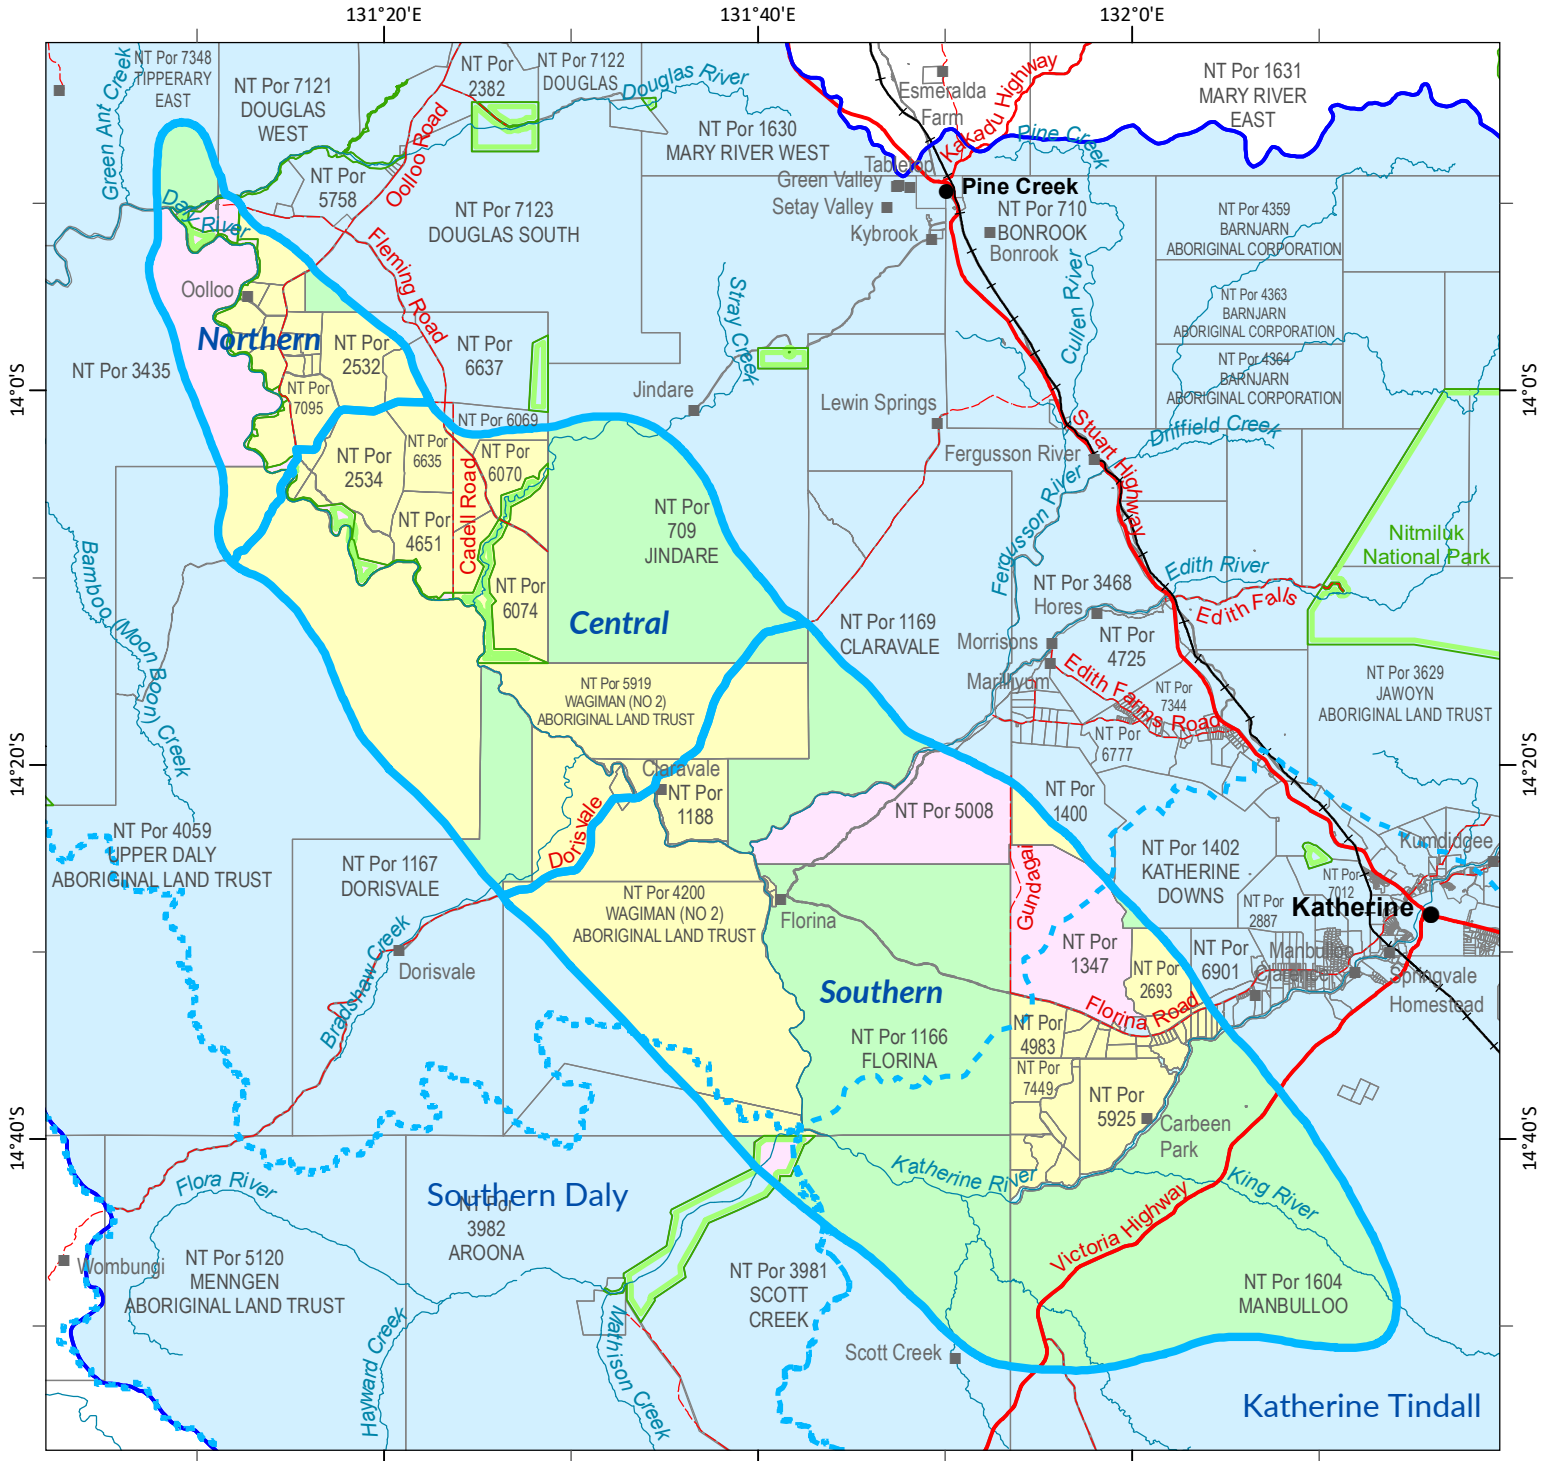 131°20'E
131°40'E
132°0'E
NT Por 7348
TIPPERARY
EAST
NT Por 7121
DOUGLAS
WEST
NT Por
2382
NT Por 7122
DOUGLAS
Douglas River
Green Ant Creek
Oolloo Road
NT Por
5758
NT Por 1630
MARY RIVER WEST
NT Por 7123
DOUGLAS SOUTH
Esmeralda
Farm
Kakadu Highway
NT Por 1631
MARY RIVER
EAST
Pine Creek
Tabletop
Green Valley
Setay Valley
Kybrook
Pine Creek
NT Por 710
BONROOK
Bonrook
NT Por 4359
BARNJARN
ABORIGINAL CORPORATION
NT Por 4363
BARNJARN
ABORIGINAL CORPORATION
NT Por 4364
BARNJARN
ABORIGINAL CORPORATION
Cullen River
Daly River
Fleming Road
Oolloo
Northern
NT Por 3435
NT Por
2532
NT Por
7095
NT Por
6637
NT Por 6069
Stray Creek
Jindare
Lewin Springs
Fergusson River
Stuart Highway
Driffield Creek
14°0'S
14°0'S
NT Por
2534
NT Por
6635
NT Por
6070
NT Por
4651
Cadell Road
NT Por
6074
NT Por
709
JINDARE
Central
Fergusson River
Nitmiluk
National Park
Edith River
Edith Falls
NT Por 3468
Hores
NT Por 1169
CLARAVALE
Morrisons
Marillyum
NT Por
4725
Edith Farms Road
NT Por
7344
NT Por
6777
NT Por 3629
JAWOYN
ABORIGINAL LAND TRUST
Bamboo (Moon Boon) Creek
NT Por 5919
WAGIMAN (NO 2)
ABORIGINAL LAND TRUST
14°20'S
14°20'S
Claravale
NT Por
1188
Dorisvale
NT Por 5008
NT Por
1400
NT Por 4059
UPPER DALY
ABORIGINAL LAND TRUST
NT Por 1167
DORISVALE
NT Por 1402
KATHERINE
DOWNS
Kumdidgee
NT Por
7012
NT Por
2887
Katherine
Gundagai
NT Por 4200
WAGIMAN (NO 2)
ABORIGINAL LAND TRUST
Florina
Bradshaw Creek
Dorisvale
NT Por
1347
NT Por
2693
NT Por
6901
Manbulloo
Clarence
Springvale
Homestead
Southern
Florina Road
NT Por 1166
FLORINA
NT Por
4983
NT Por
7449
NT Por
5925
Carbeen
Park
14°40'S
14°40'S
Flora River
Southern Daly
NT Por
3982
AROONA
Katherine River
King River
Victoria Highway
Wombungi
NT Por 5120
MENNGEN
ABORIGINAL LAND TRUST
NT Por 3981
SCOTT
CREEK
NT Por 1604
MANBULLOO
Hayward Creek
Mathison Creek
Scott Creek
Katherine Tindall